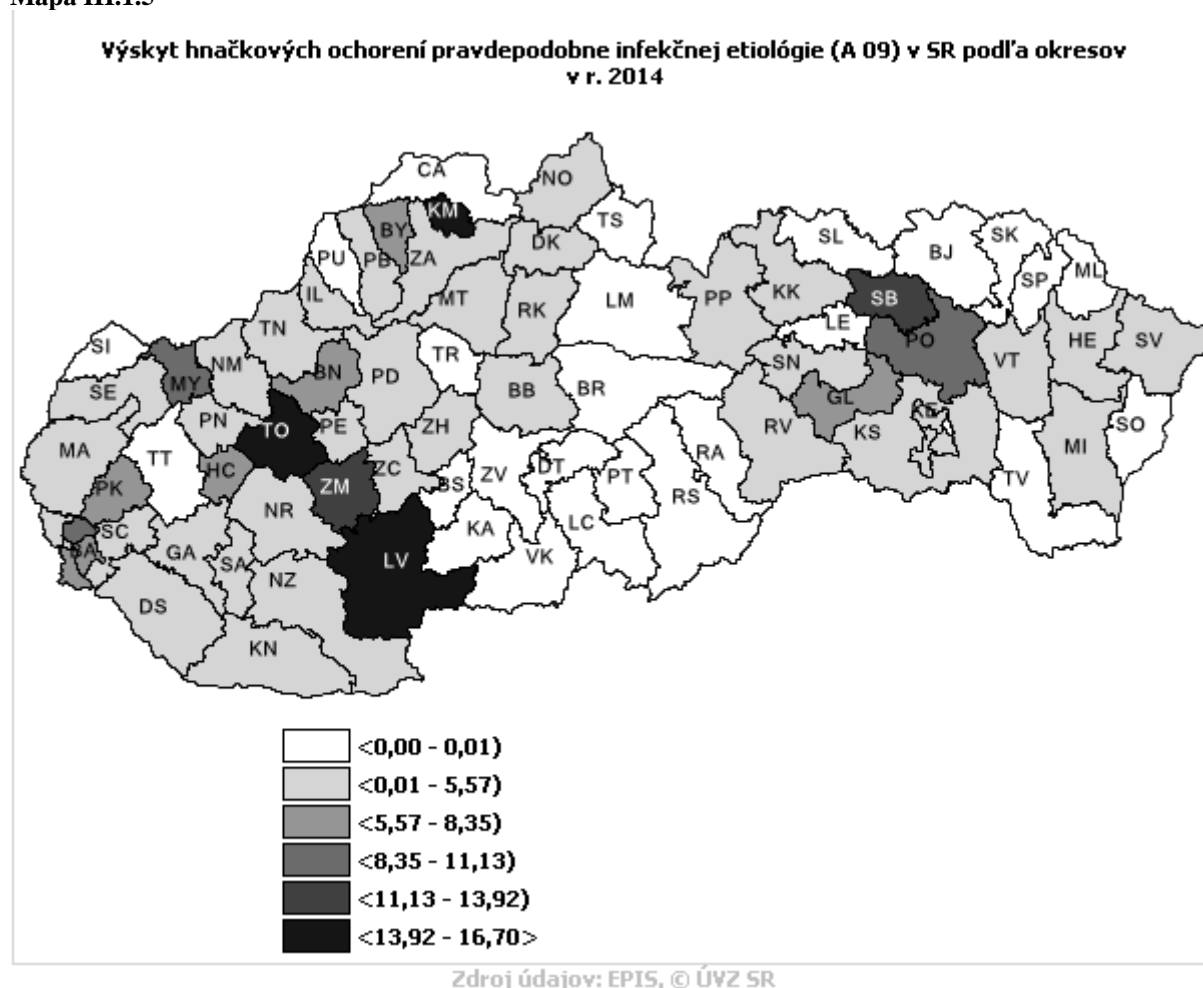 Mapa III.1.5
Výskyt hnačkových ochorení pravdepodobne infekčnej etiológie (A 09) v SR podľa okresov
v r. 2014
CA
NO
KM
TS
BY
PU
PB
ZA
DK
SL
BJ
SK
SP
ML
IL
MT
RK
LM
PP
KK
SB
LE
PO
HE
SV
TN
VT
SI
TR
MY
NM
BN
PD
BB
BR
SN
SE
GL
KE
PN
TO
PE
ZH
RV
KS
MI
SO
MA
TT
HC
ZC
DT
RA
PK
ZM
BS
ZV
PT
TV
NR
LC
RS
SC
KA
BA
GA
SA
NZ
LV
VK
DS
KN
<0,00 - 0,01)
<0,01 - 5,57)
<5,57 - 8,35)
<8,35 - 11,13)
<11,13 - 13,92)
<13,92 - 16,70>
Zdroj údajov: EPIS, © ÚVZ SR